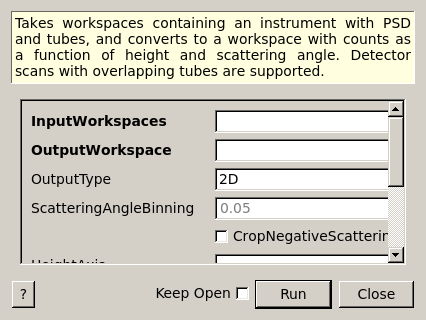 Takes workspaces containing an instrument with PSD
and tubes, and converts to a workspace with counts as
a function of height and scattering angle. Detector
scans with overlapping tubes are supported.
InputWorkspaces
OutputWorkspace
OutputType 2D
ScatteringAngleBinning 0.05
CropNegativeScatterin
HeightAxis
? Keep Open Run Close